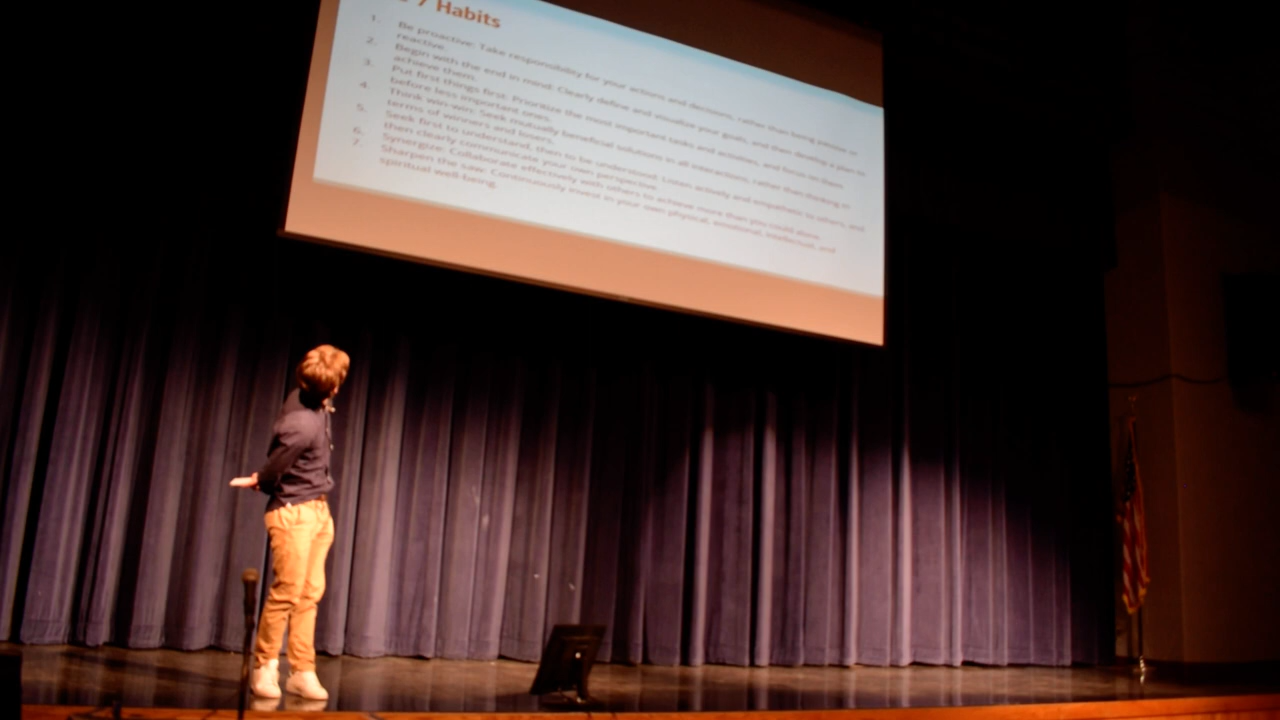 7 Habits
1. Be proactive: Take responsibility for your actions and decisions, rather than being passive or
reactive.
2. Begin with the end in mind: Clearly define and visualize your goals, and then develop a plan to
achieve them.
3. Put first things first: Prioritize the most important tasks and activities, and focus on them
before less important ones.
4. Think win-win: Seek mutually beneficial solutions in all interactions, rather than thinking in
terms of winners and losers.
5. Seek first to understand, then to be understood: Listen actively and empathetic to others, and
then clearly communicate your own perspective.
6. Synergize: Collaborate effectively with others to achieve more than you could alone.
7. Sharpen the saw: Continuously invest in your own physical, emotional, intellectual, and
spiritual well-being.